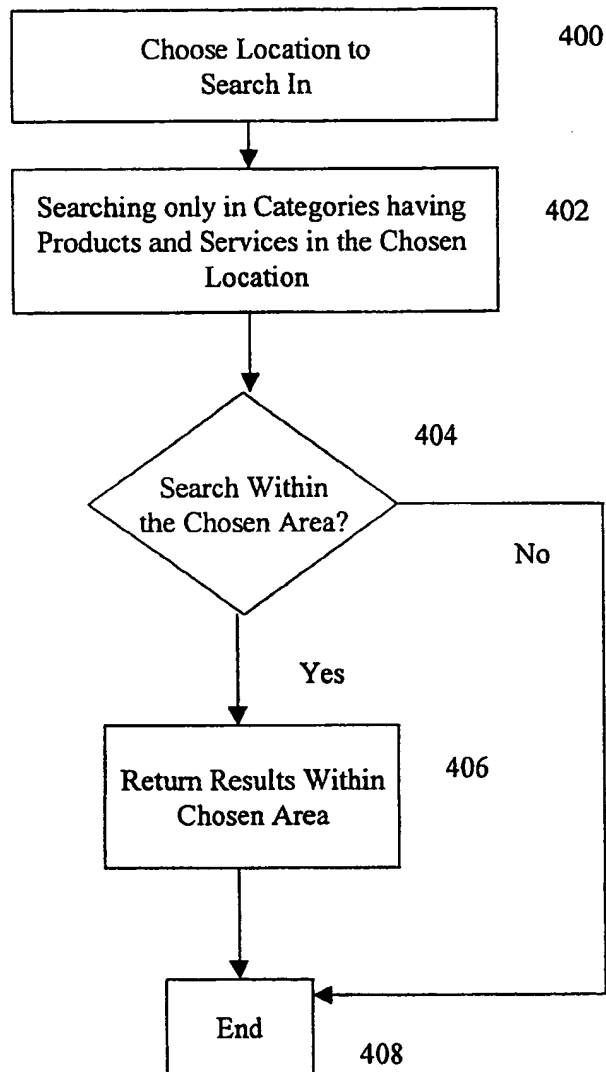 Choose Location to
Search In
400
Searching only in Categories having
Products and Services in the Chosen
Location
402
404
Search Within
the Chosen Area?
No
Yes
Return Results Within
Chosen Area
406
End
408